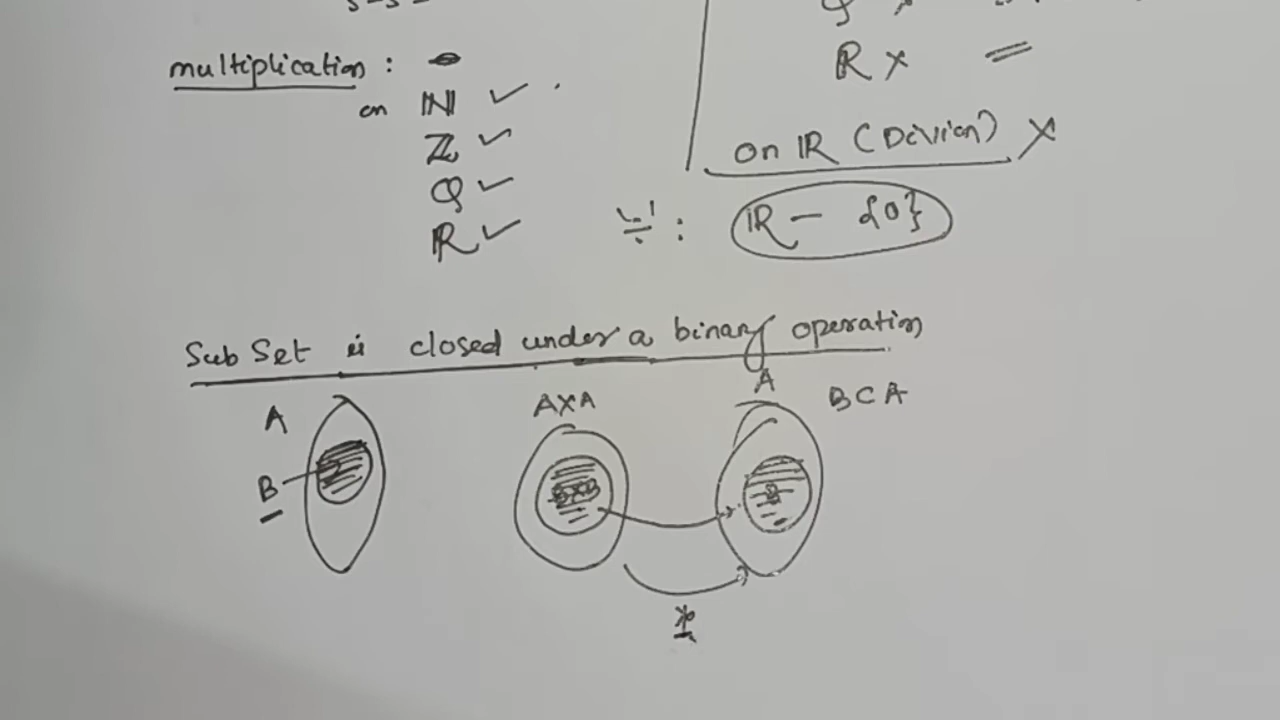 multiplication :
on ℕ ✓
ℤ ✓
Q ✓
R ✓
R ×
on ℝ (Division) ×
÷ : ℝ - {0}
Sub Set is closed under a binary operation
A
B
A×A
B×B
A
B
B ⊂ A
*